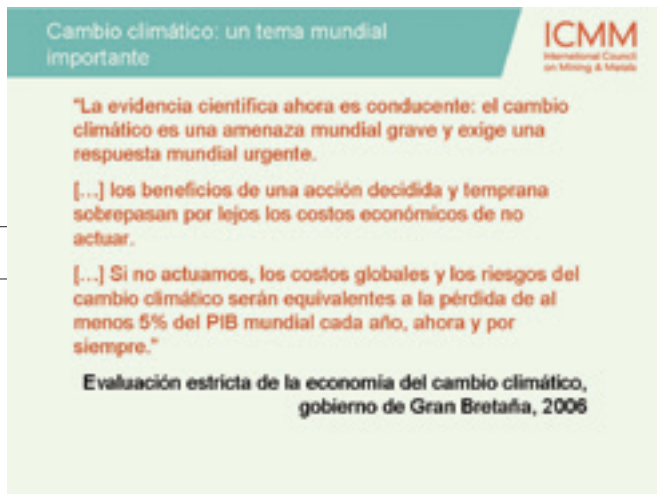 Cambio climático: un tema mundial
importante
ICMM
International Council
on Mining & Metals
"La evidencia científica ahora es conducente: el cambio
climático es una amenaza mundial grave y exige una
respuesta mundial urgente.
[...] los beneficios de una acción decidida y temprana
sobrepasan por lejos los costos económicos de no
actuar.
[...] Si no actuamos, los costos globales y los riesgos del
cambio climático serán equivalentes a la pérdida de al
menos 5% del PIB mundial cada año, ahora y por
siempre."
Evaluación estricta de la economía del cambio climático,
gobierno de Gran Bretaña, 2006